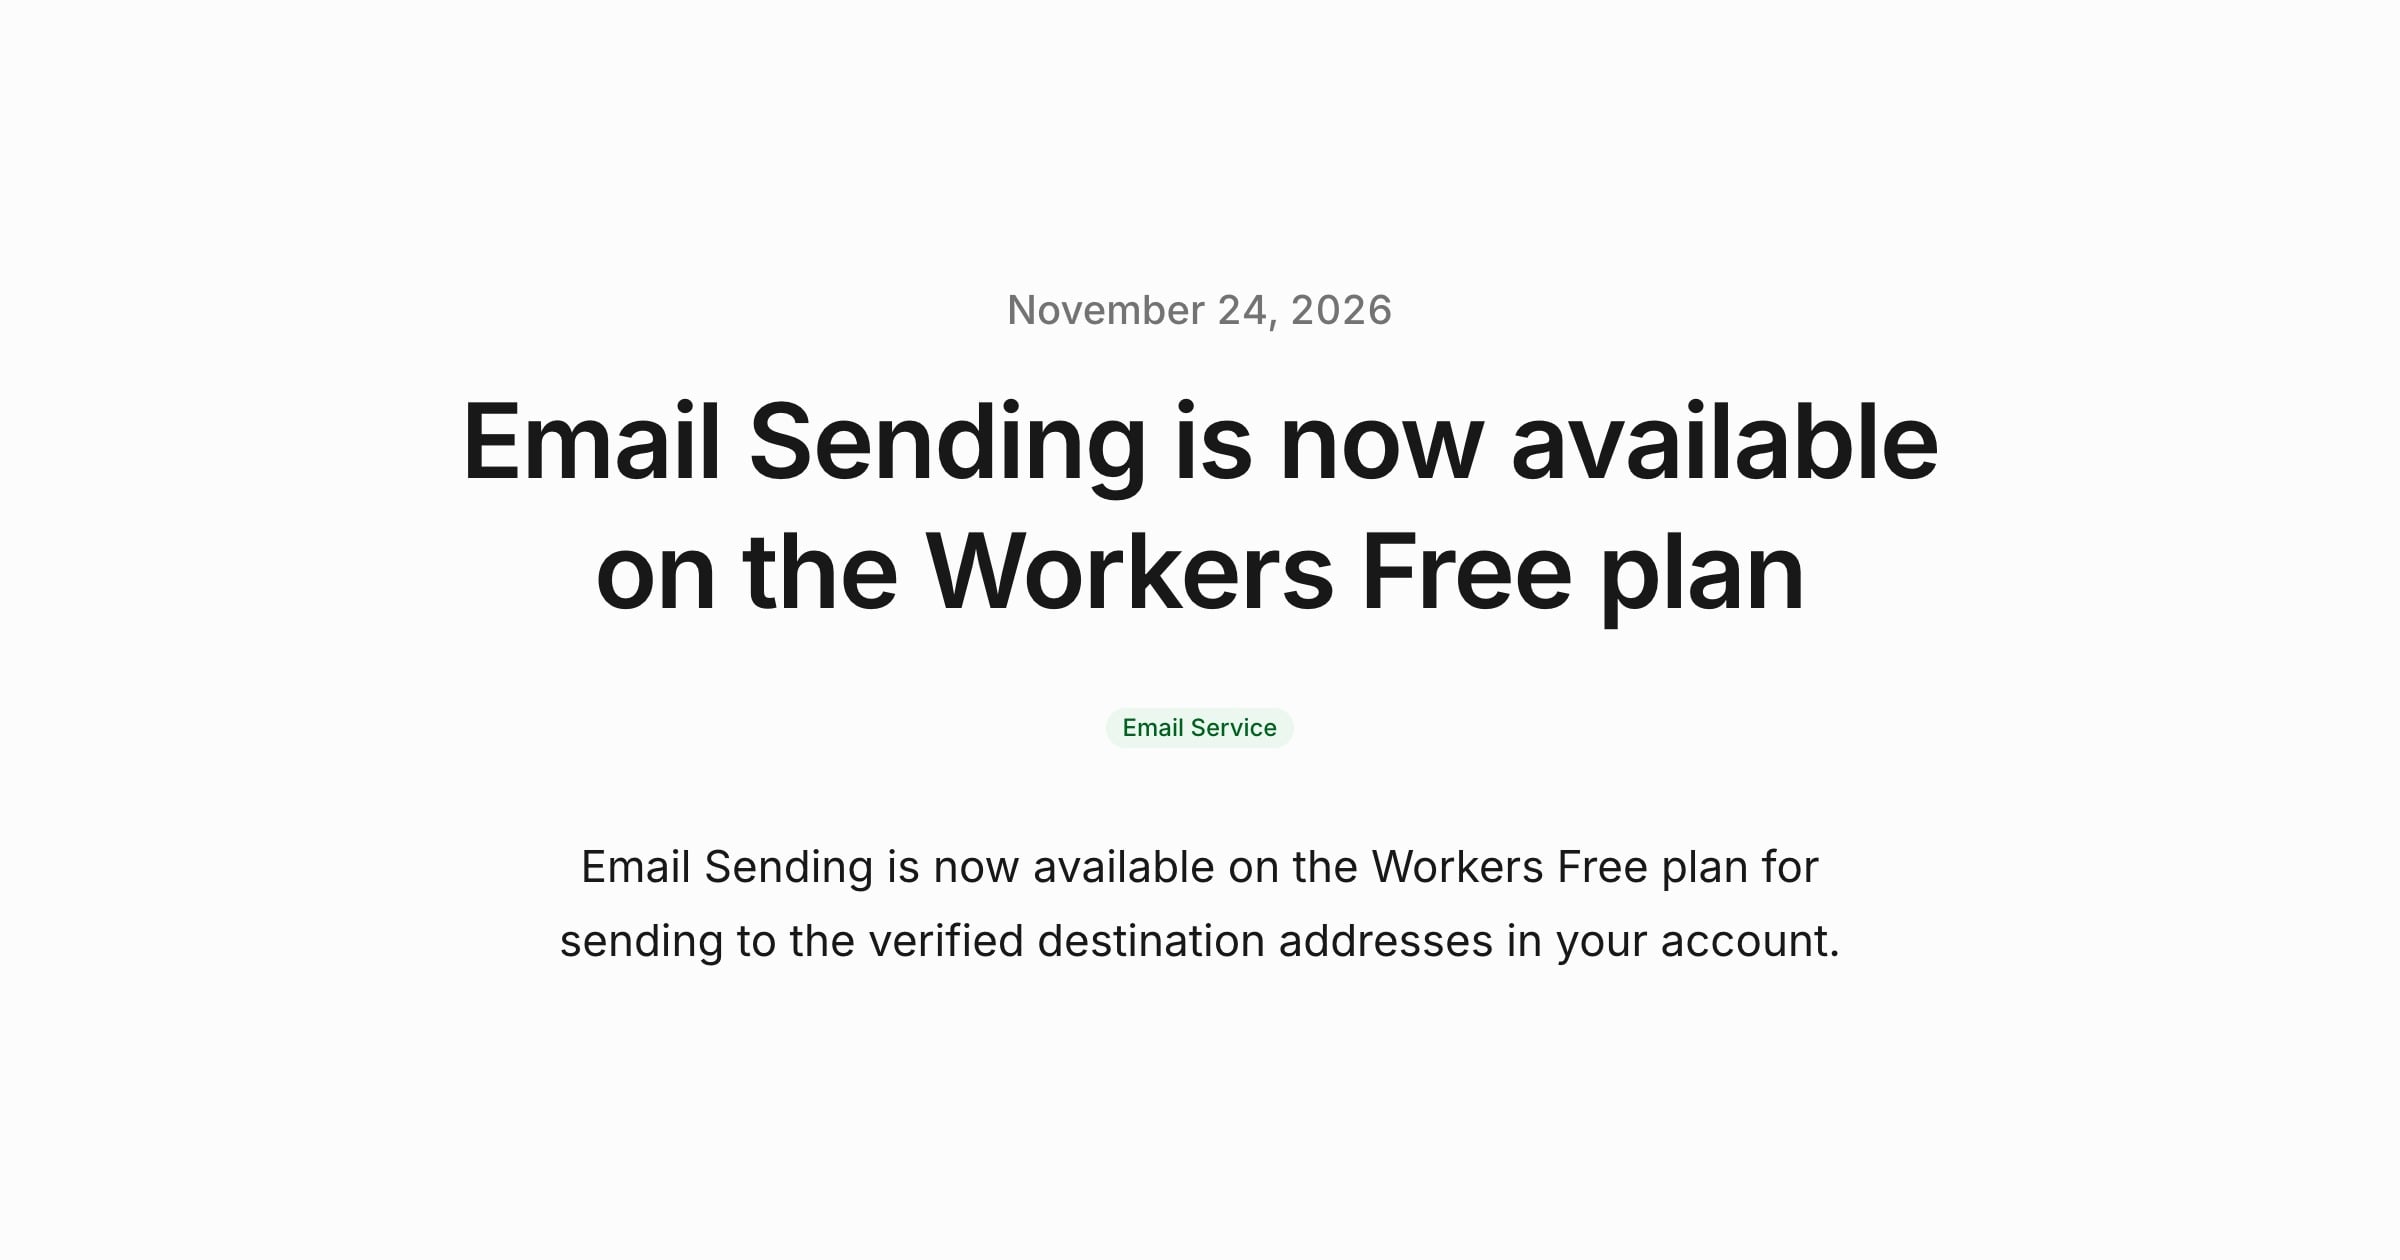 November 24, 2026
Email Sending is now available
on the Workers Free plan
Email Service
Email Sending is now available on the Workers Free plan for
sending to the verified destination addresses in your account.